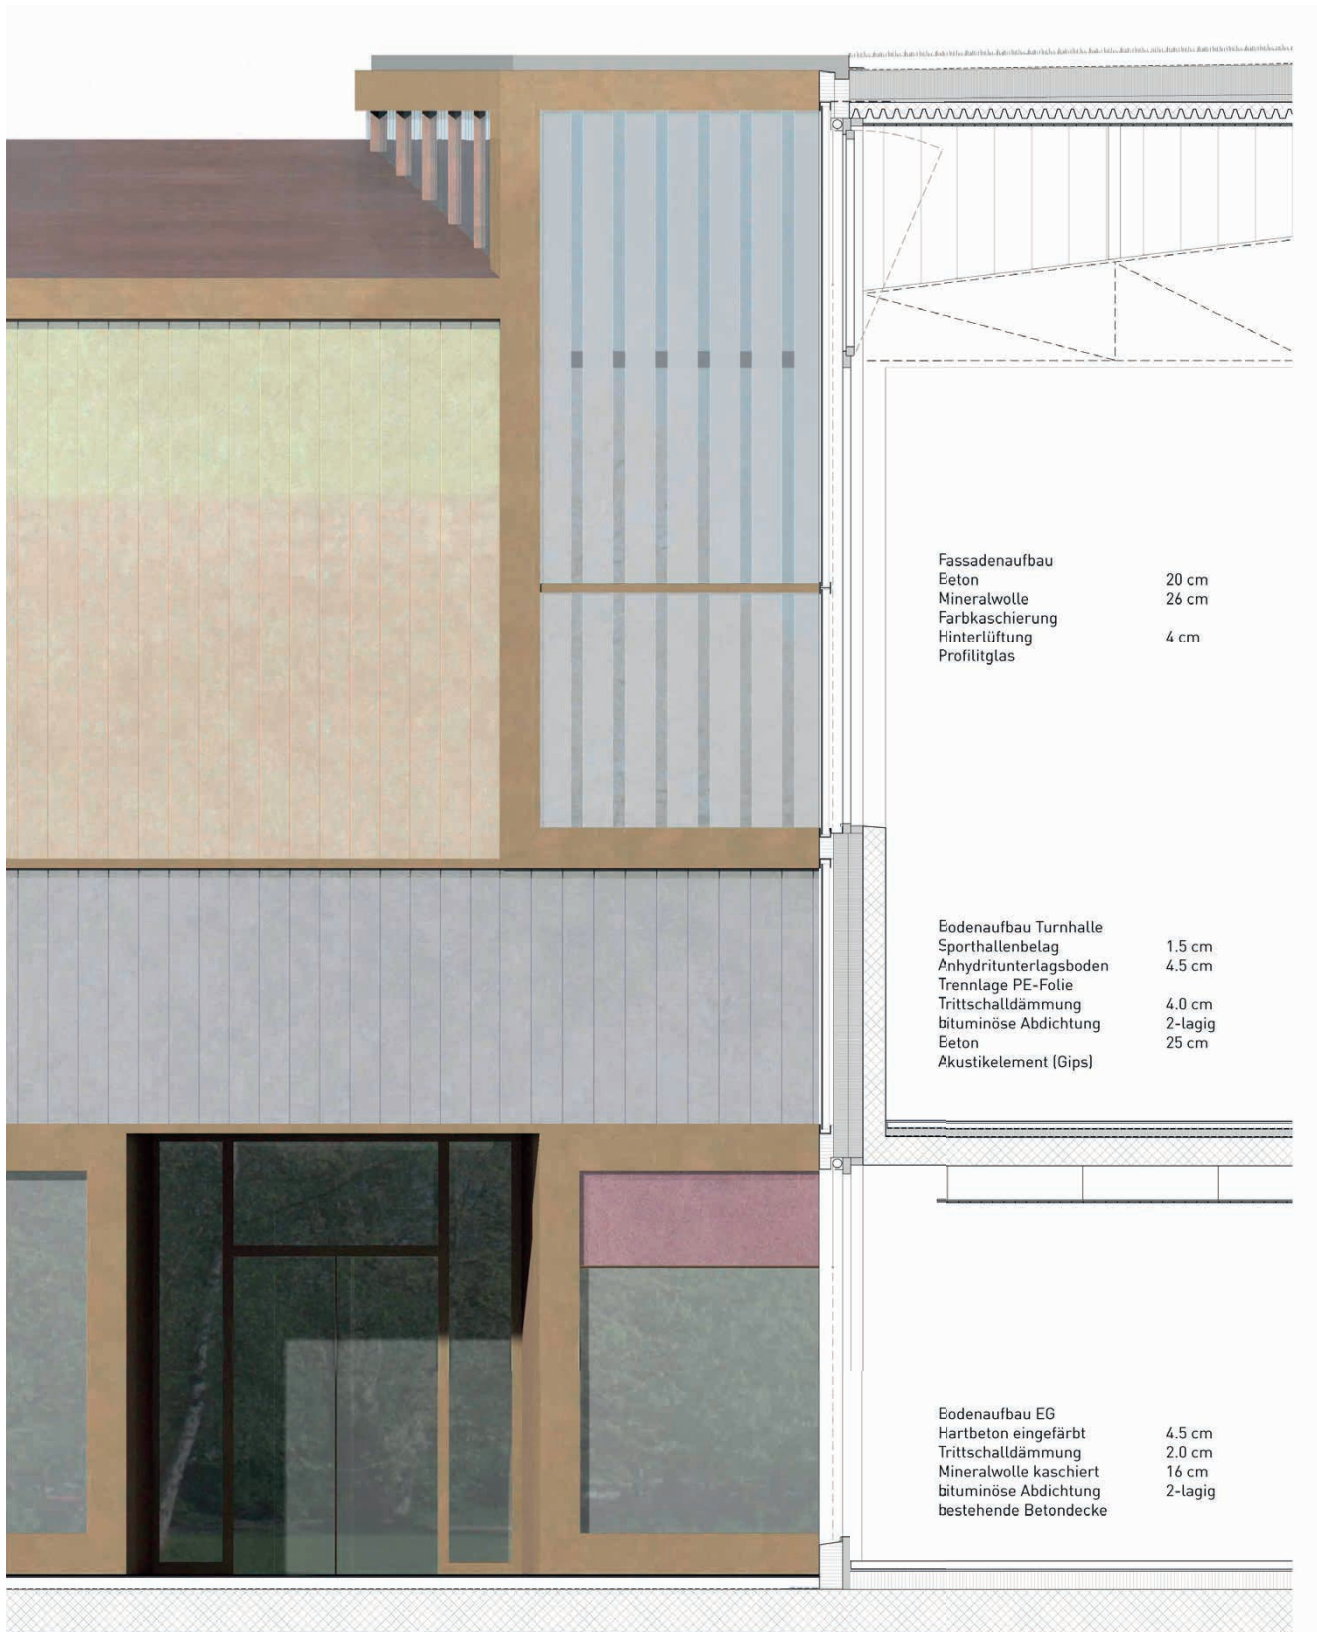 Fassadenaufbau
Beton 20 cm
Mineralwolle 26 cm
Farbkaschierung
Hinterlüftung 4 cm
Profilitglas
Bodenaufbau Turnhalle
Sporthallenbelag 1.5 cm
Anhydritunterlagsboden 4.5 cm
Trennlage PE-Folie
Trittschalldämmung 4.0 cm
bituminöse Abdichtung 2-lagig
Beton 25 cm
Akustikelement (Gips)
Bodenaufbau EG
Hartbeton eingefärbt 4.5 cm
Trittschalldämmung 2.0 cm
Mineralwolle kaschiert 16 cm
bituminöse Abdichtung 2-lagig
bestehende Betondecke